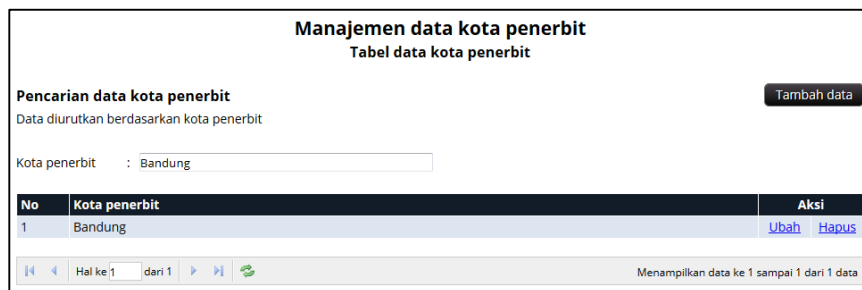 Manajemen data kota penerbit
Tabel data kota penerbit
Pencarian data kota penerbit Tambah data
Data diurutkan berdasarkan kota penerbit
Kota penerbit : Bandung
No Kota penerbit Aksi
1 Bandung Ubah Hapus
Hal ke 1 dari 1 Menampilkan data ke 1 sampai 1 dari 1 data